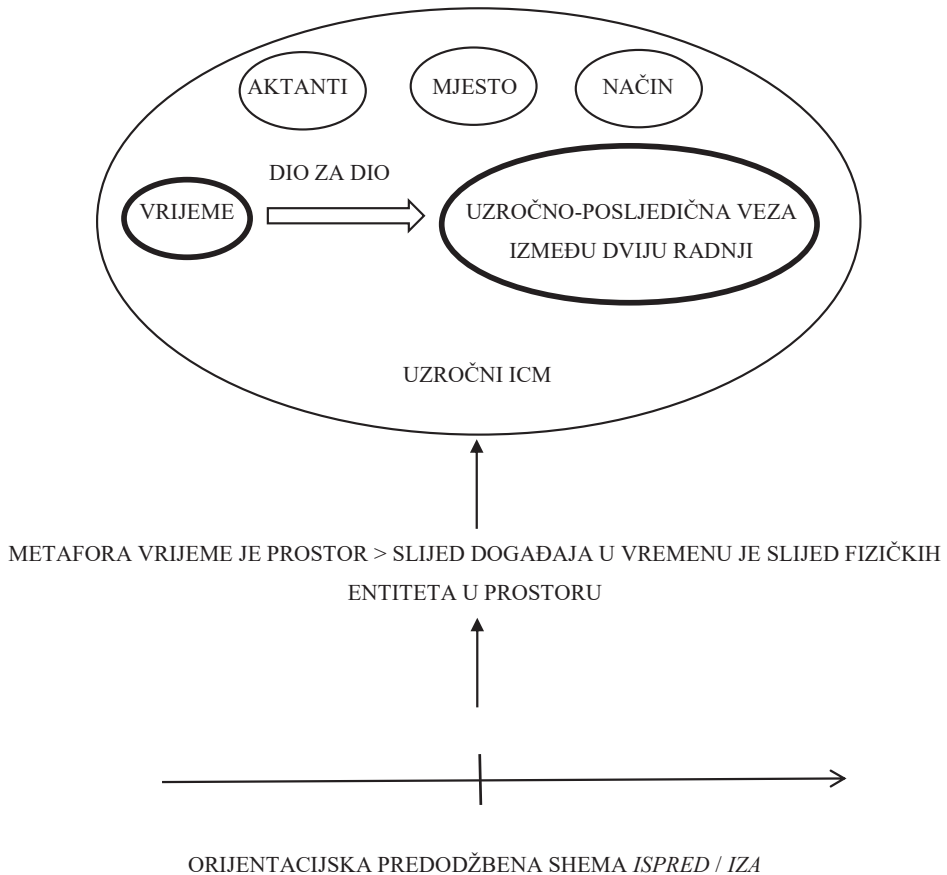 AKTANTI MJESTO NAČIN
DIO ZA DIO
VRIJEME
UZROČNO-POSLJEDIČNA VEZA
IZMEĐU DVIJU RADNJI
UZROČNI ICM
METAFORA VRIJEME JE PROSTOR > SLIJED DOGAĐAJA U VREMENU JE SLIJED FIZIČKIH
ENTITETA U PROSTORU
ORIJENTACIJSKA PREDODŽBENA SHEMA ISPRED / IZA